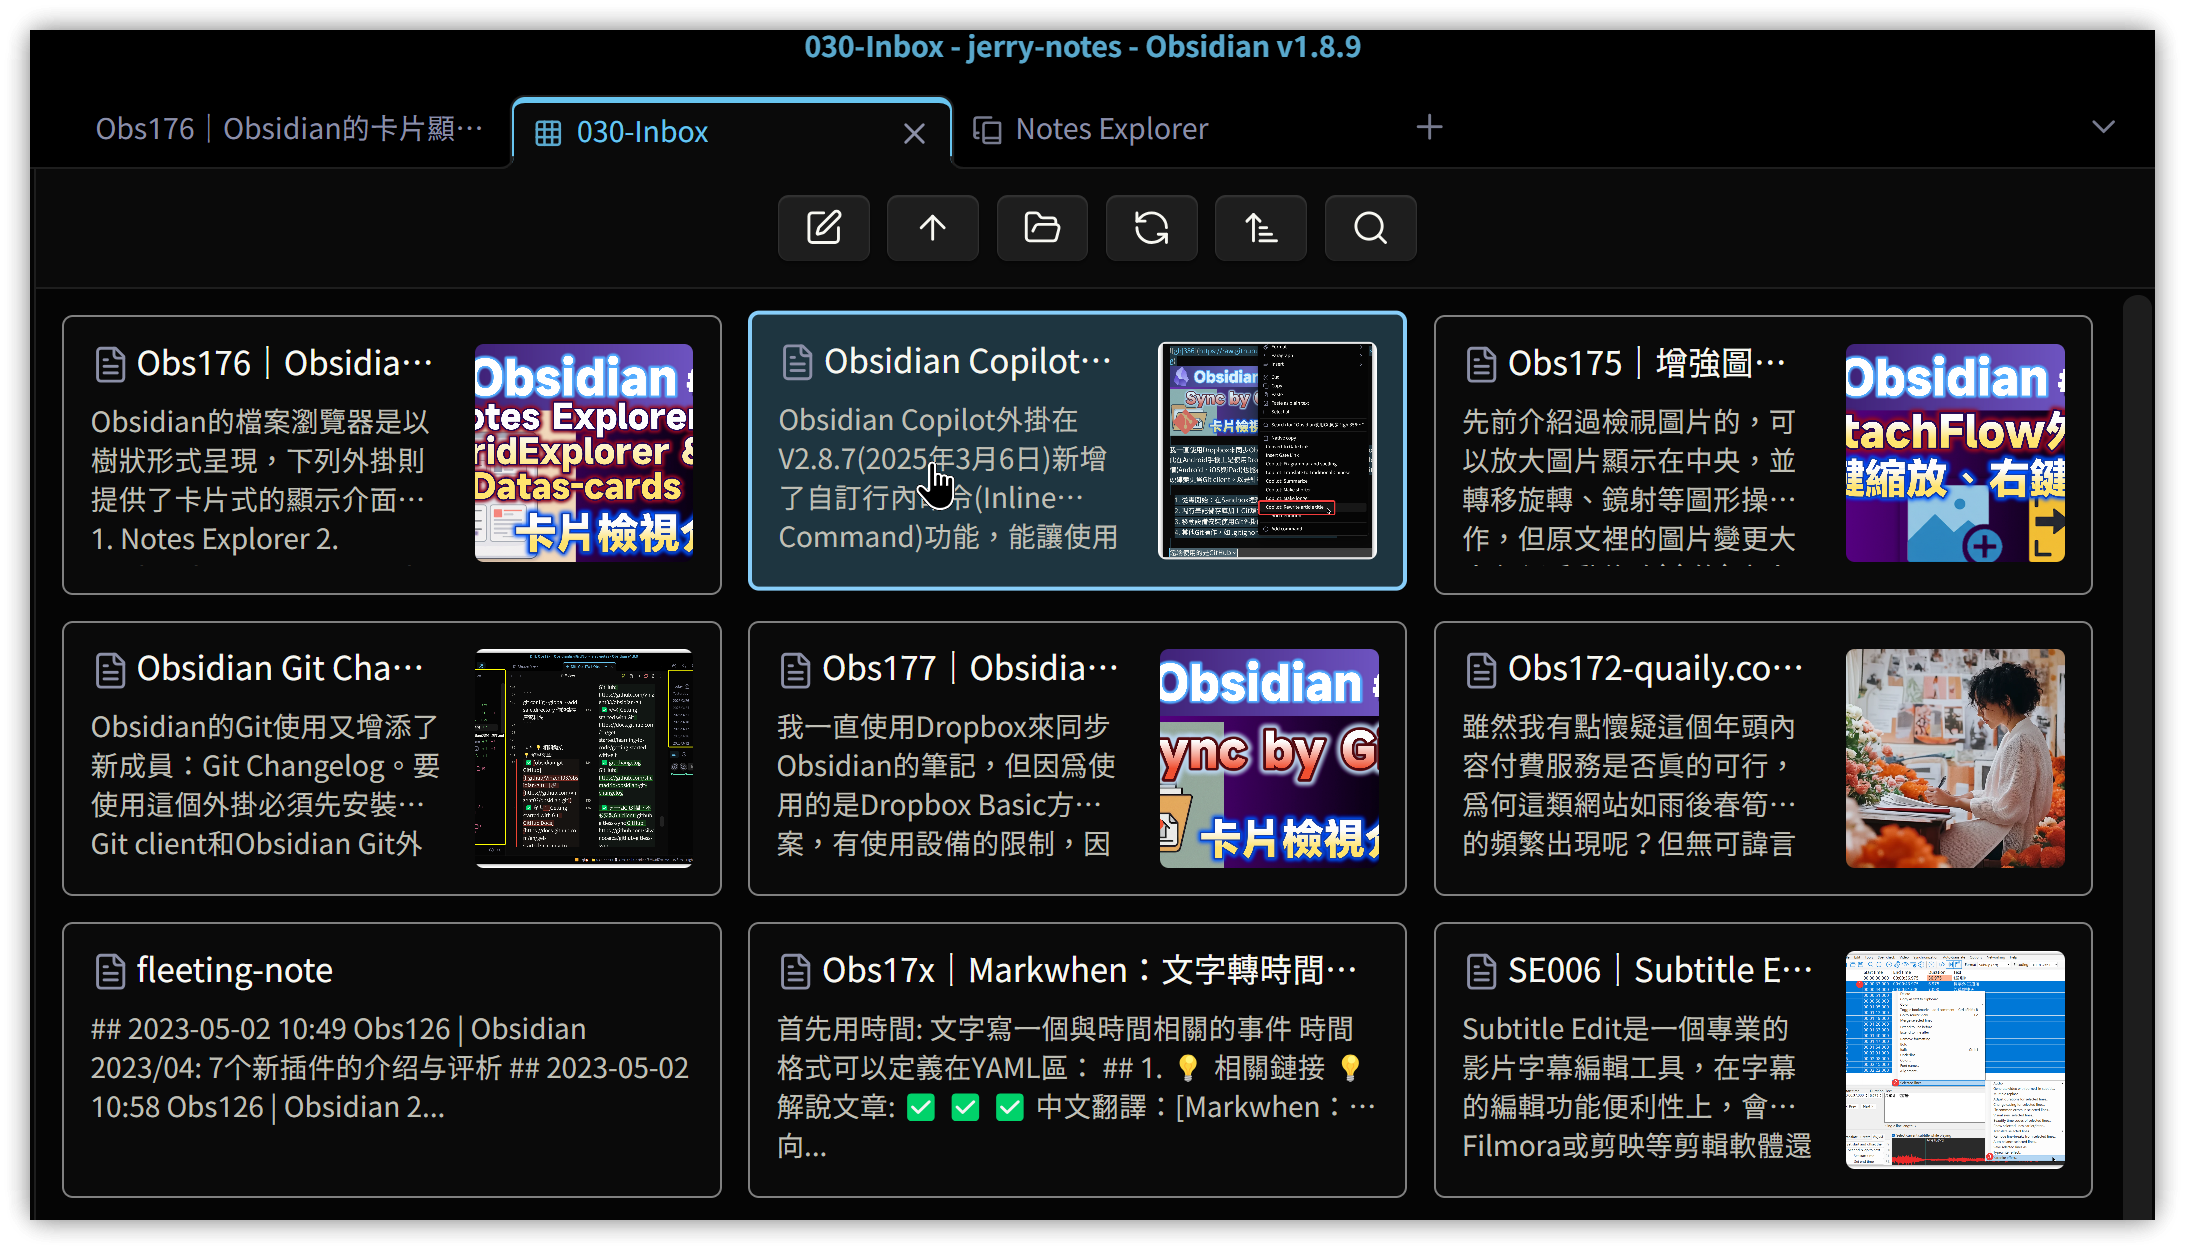 030-Inbox - jerry-notes - Obsidian v1.8.9
Obs176｜Obsidian的卡片顯…
030-Inbox
Notes Explorer
Obs176｜Obsidia…
Obsidian的檔案瀏覽器是以
樹狀形式呈現，下列外掛則
提供了卡片式的顯示介面…
1. Notes Explorer 2.
Obsidian #
otes Explorer
ridExplorer &
Datas-cards
卡片檢視介
Obsidian Copilot…
Obsidian Copilot外掛在
V2.8.7(2025年3月6日)新增
了自訂行內 令(Inline…
Command)功能，能讓使用
Obsidian
Sync by G
卡片檢視
Obs175｜增強圖…
先前介紹過檢視圖片的，可
以放大圖片顯示在中央，並
轉移旋轉、鏡射等圖形操…
作，但原文裡的圖片變更大
Obsidian #
tachFlow外
鍵縮放、右鍵
Obsidian Git Cha…
Obsidian的Git使用又增添了
新成員：Git Changelog。要
使用這個外掛必須先安裝…
Git client和Obsidian Git外
Obs177｜Obsidia…
我一直使用Dropbox來同步
Obsidian的筆記，但因爲使
用的是Dropbox Basic方…
案，有使用設備的限制，因
Obsidian #
ync by G
卡片檢視介
Obs172-quaily.co…
雖然我有點懷疑這個年頭內
容付費服務是否眞的可行，
爲何這類網站如雨後春筍…
的頻繁出現呢？但無可諱言
fleeting-note
## 2023-05-02 10:49 Obs126 | Obsidian
2023/04: 7个新插件的介绍与评析 ## 2023-05-02
10:58 Obs126 | Obsidian 2...
Obs17x｜Markwhen：文字轉時間…
首先用時間: 文字寫一個與時間相關的事件 時間
格式可以定義在YAML區： ## 1. 💡 相關鏈接 💡
解說文章: ✅ ✅ ✅ 中文翻譯：[Markwhen：…
向...
SE006｜Subtitle E…
Subtitle Edit是一個專業的
影片字幕編輯工具，在字幕
的編輯功能便利性上，會…
Filmora或剪映等剪輯軟體還